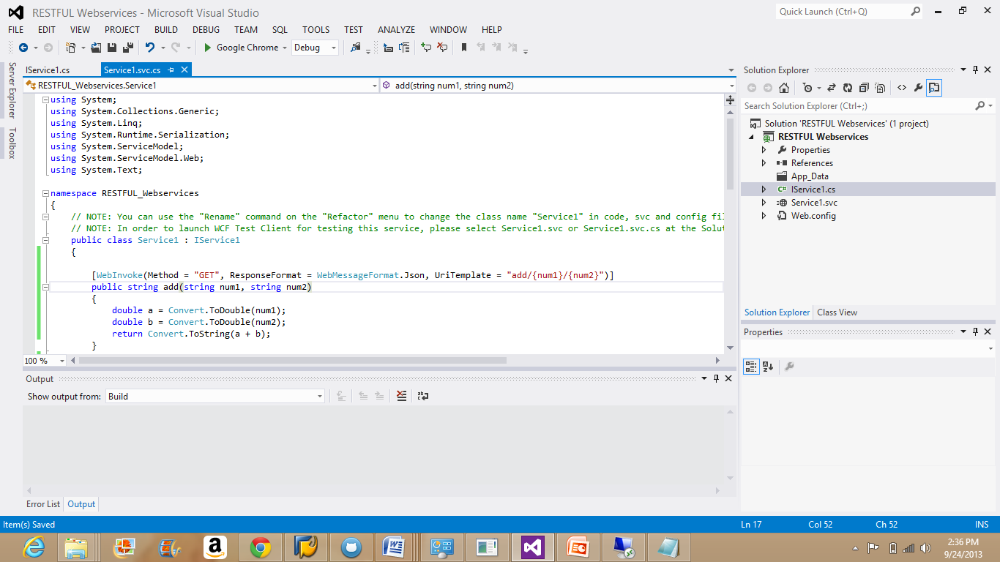 RESTFUL Webservices - Microsoft Visual Studio
Quick Launch (Ctrl+Q)
FILE EDIT VIEW PROJECT BUILD DEBUG TEAM SQL TOOLS TEST ANALYZE WINDOW HELP
Google Chrome Debug
Server Explorer
Toolbox
IService1.cs Service1.svc.cs
RESTFUL_Webservices.Service1 add(string num1, string num2)
using System;
using System.Collections.Generic;
using System.Linq;
using System.Runtime.Serialization;
using System.ServiceModel;
using System.ServiceModel.Web;
using System.Text;
namespace RESTFUL_Webservices
{
// NOTE: You can use the "Rename" command on the "Refactor" menu to change the class name "Service1" in code, svc and config fil
// NOTE: In order to launch WCF Test Client for testing this service, please select Service1.svc or Service1.svc.cs at the Solut
public class Service1 : IService1
{
[WebInvoke(Method = "GET", ResponseFormat = WebMessageFormat.Json, UriTemplate = "add/{num1}/{num2}")]
public string add(string num1, string num2)
{
double a = Convert.ToDouble(num1);
double b = Convert.ToDouble(num2);
return Convert.ToString(a + b);
}
100 %
Output
Show output from: Build
Error List Output
Solution Explorer
Search Solution Explorer (Ctrl+;)
Solution 'RESTFUL Webservices' (1 project)
RESTFUL Webservices
Properties
References
App_Data
C# IService1.cs
Service1.svc
Web.config
Solution Explorer Class View
Properties
Item(s) Saved Ln 17 Col 52 Ch 52 INS
2:36 PM
9/24/2013